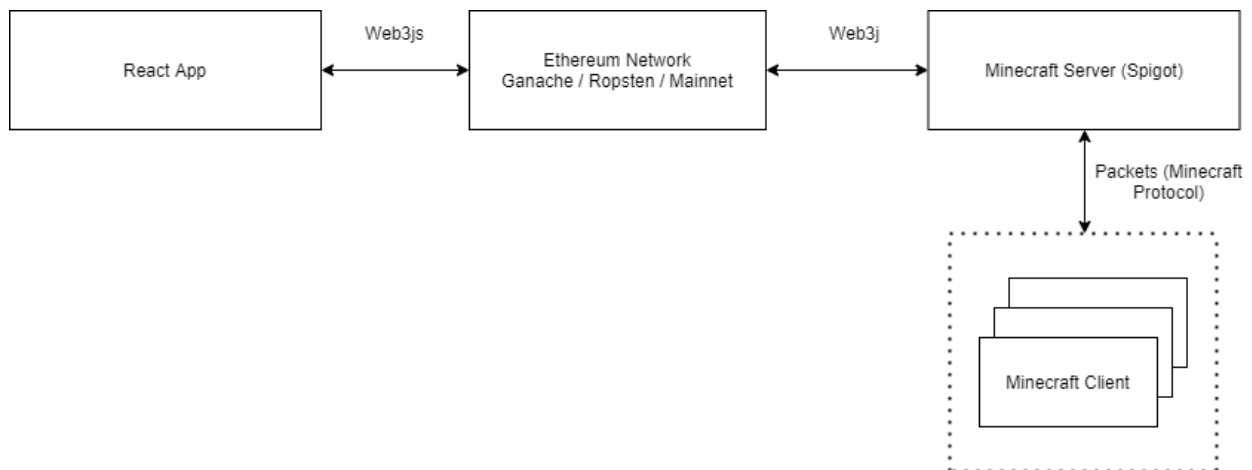 Web3js
Web3j
React App
Ethereum Network
Ganache / Ropsten / Mainnet
Minecraft Server (Spigot)
Packets (Minecraft
Protocol)
Minecraft Client